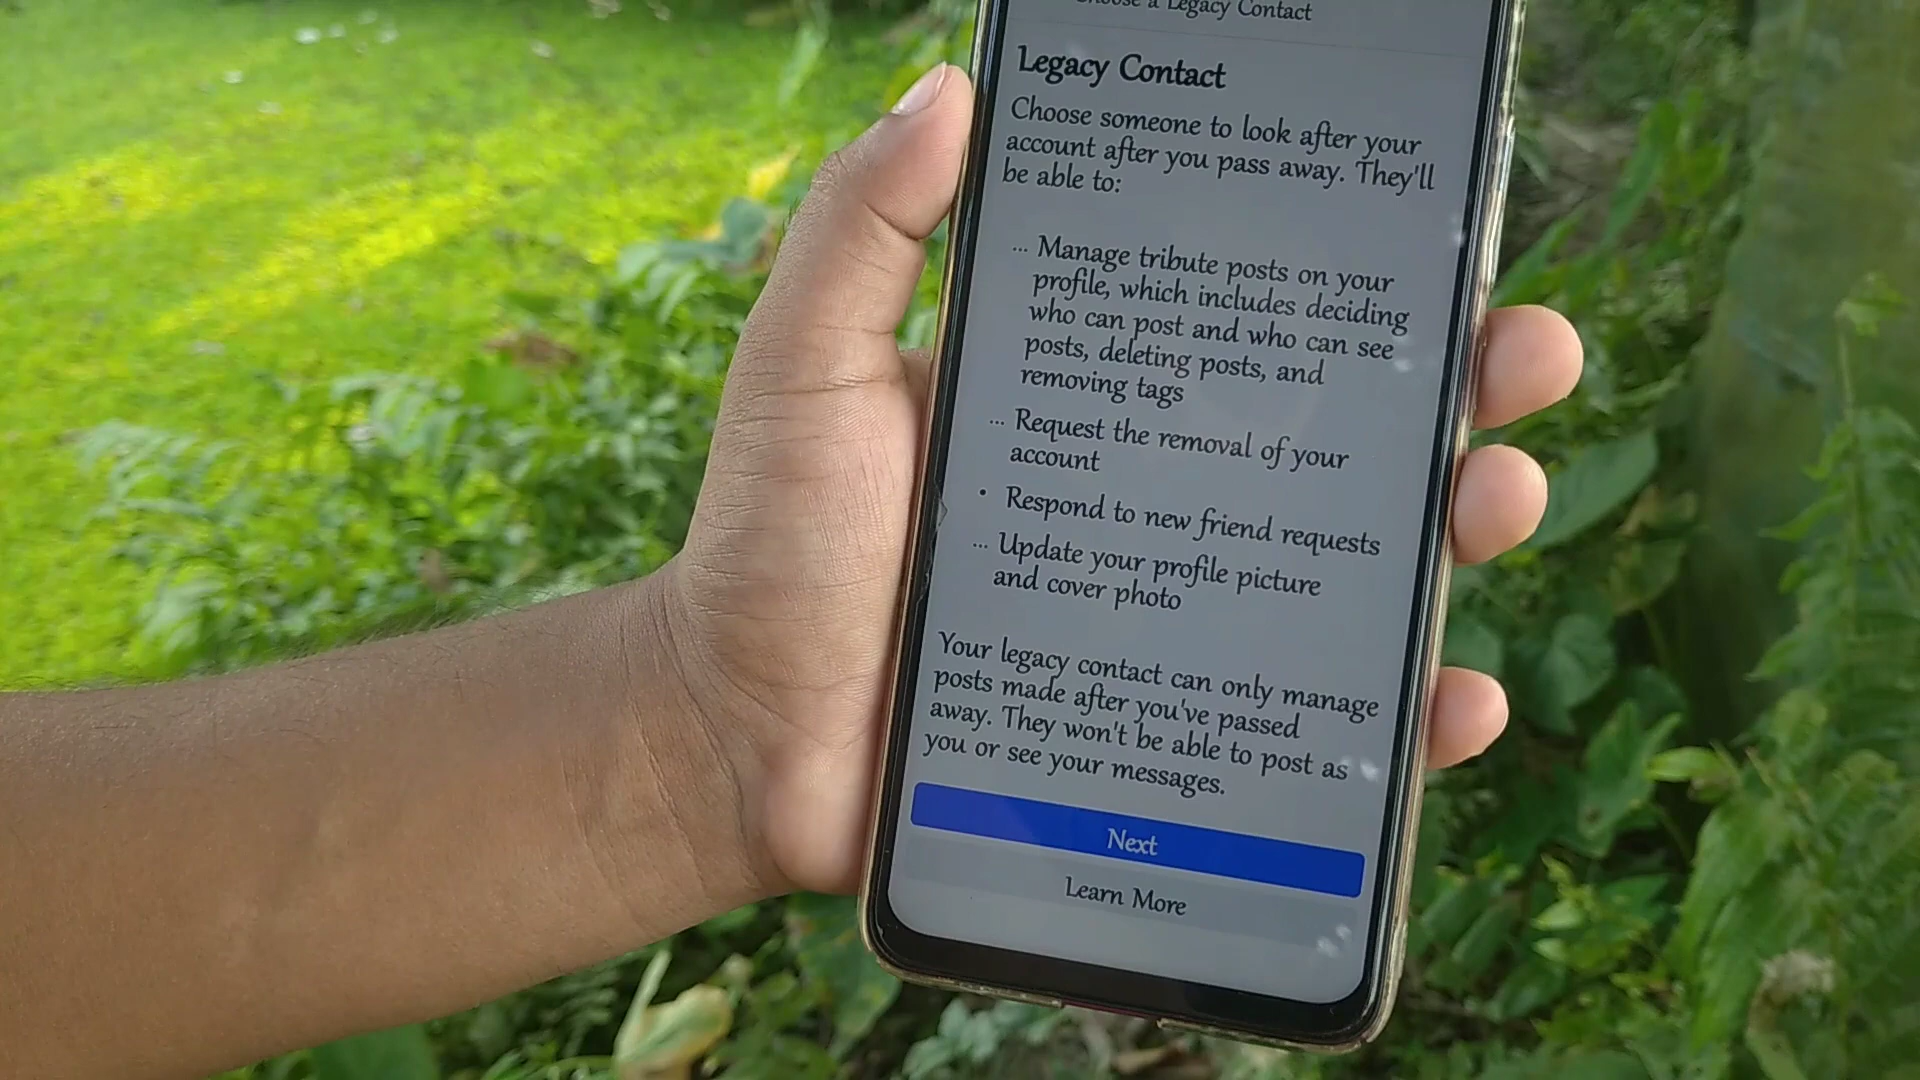 Choose a Legacy Contact
Legacy Contact
Choose someone to look after your
account after you pass away. They'll
be able to:
... Manage tribute posts on your
profile, which includes deciding
who can post and who can see
posts, deleting posts, and
removing tags
... Request the removal of your
account
• Respond to new friend requests
... Update your profile picture
and cover photo
Your legacy contact can only manage
posts made after you've passed
away. They won't be able to post as
you or see your messages.
Next
Learn More